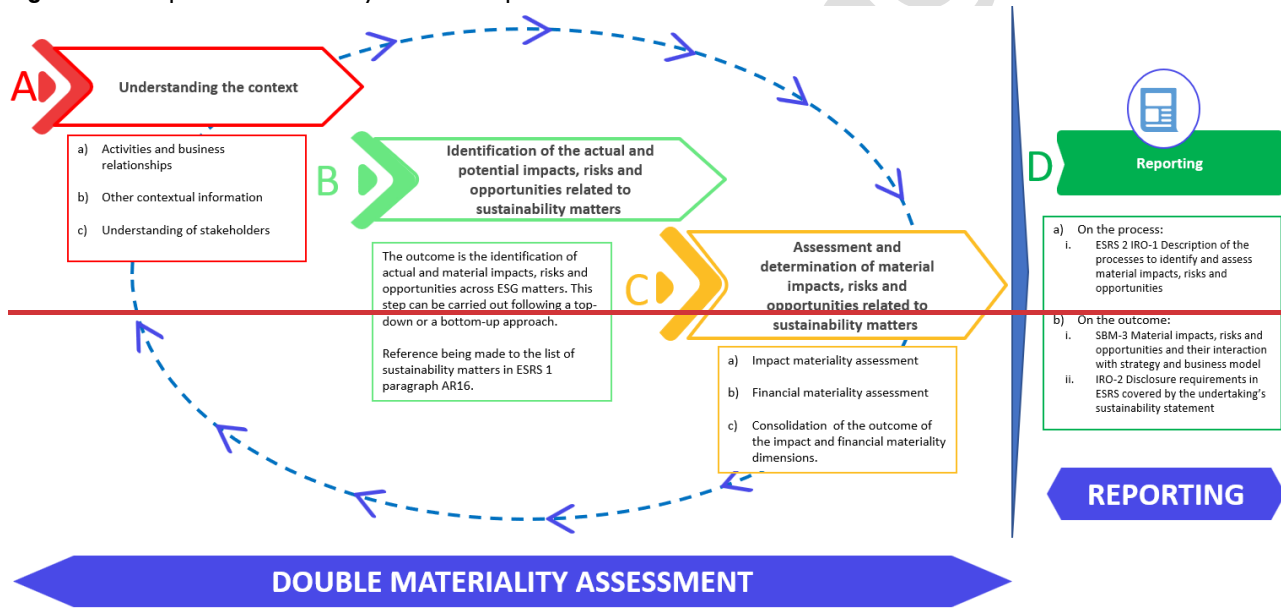 A
Understanding the context
a) Activities and business
relationships
b) Other contextual information
c) Understanding of stakeholders
B
Identification of the actual and
potential impacts, risks and
opportunities related to
sustainability matters
The outcome is the identification of
actual and material impacts, risks and
opportunities across ESG matters. This
step can be carried out following a top-
down or a bottom-up approach.
Reference being made to the list of
sustainability matters in ESRS 1
paragraph AR16.
C
Assessment and
determination of material
impacts, risks and
opportunities related to
sustainability matters
a) Impact materiality assessment
b) Financial materiality assessment
c) Consolidation of the outcome of
the impact and financial materiality
dimensions.
D
Reporting
a) On the process:
i. ESRS 2 IRO-1 Description of the
processes to identify and assess
material impacts, risks and
opportunities
b) On the outcome:
i. SBM-3 Material impacts, risks and
opportunities and their interaction
with strategy and business model
ii. IRO-2 Disclosure requirements in
ESRS covered by the undertaking's
sustainability statement
REPORTING
DOUBLE MATERIALITY ASSESSMENT